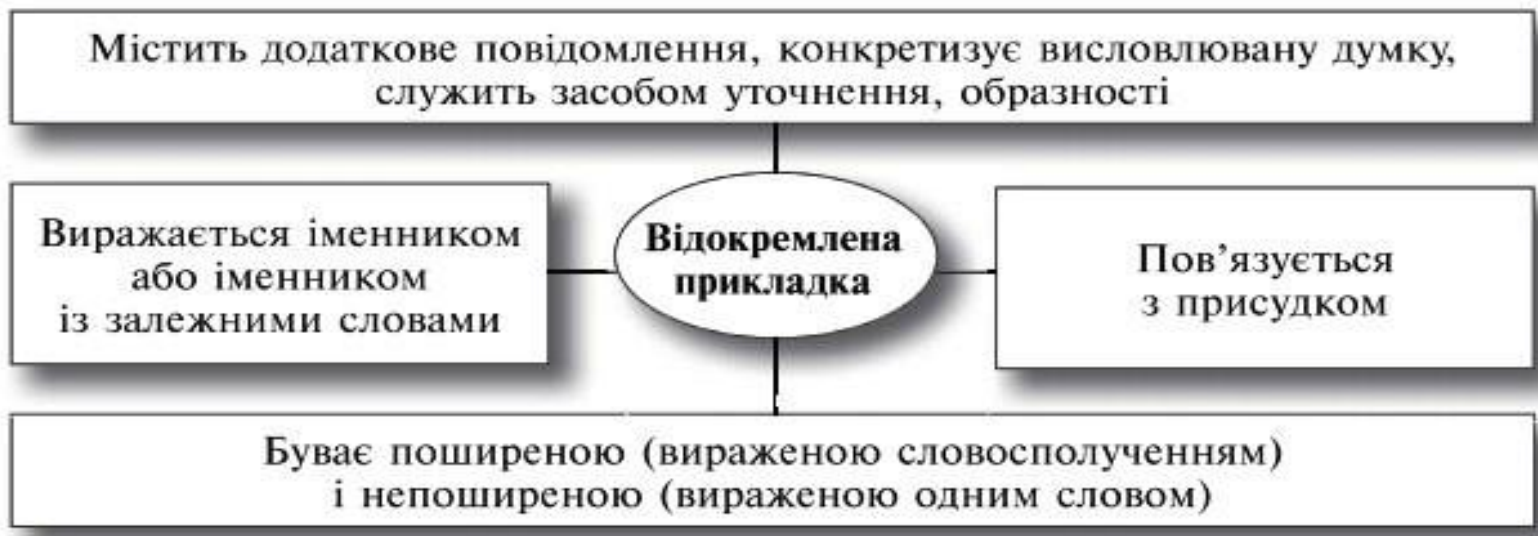 Містить додаткове повідомлення, конкретизує висловлювану думку,
служить засобом уточнення, образності
Виражається іменником
або іменником
із залежними словами
Відокремлена
прикладка
Пов’язується
з присудком
Буває поширеною (вираженою словосполученням)
і непоширеною (вираженою одним словом)